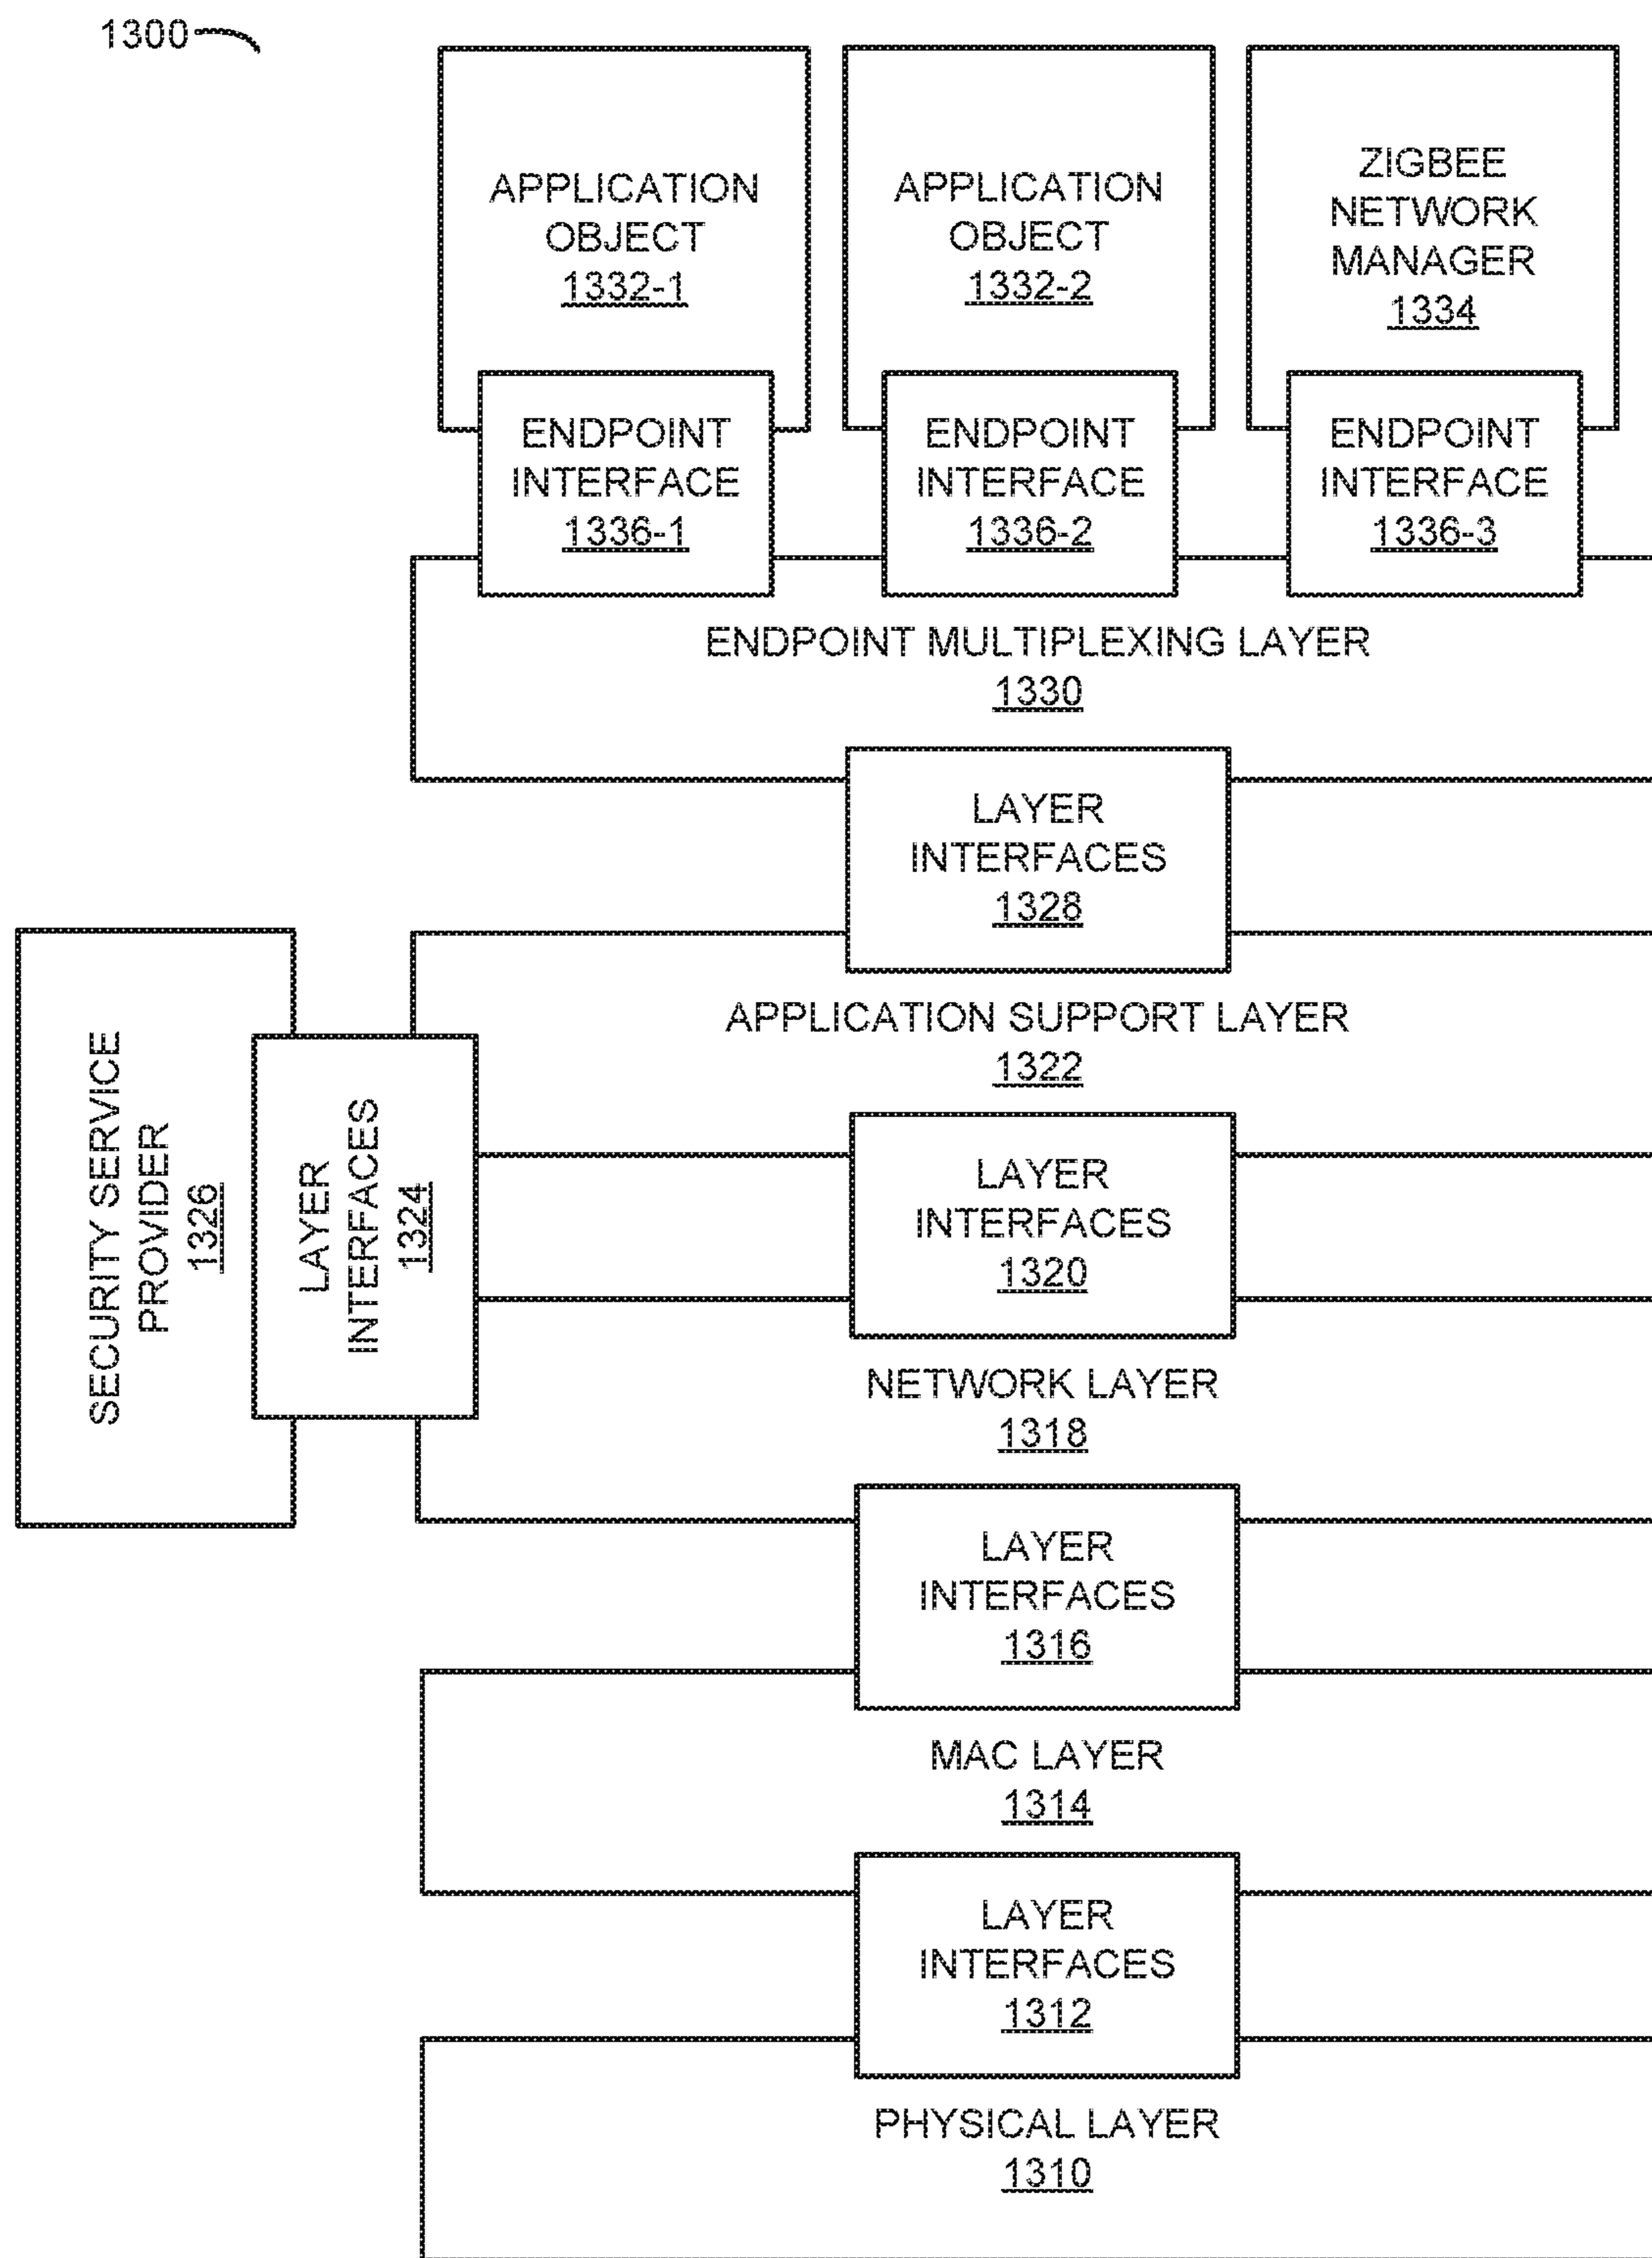 1300
APPLICATION
OBJECT
1332-1
APPLICATION
OBJECT
1332-2
ZIGBEE
NETWORK
MANAGER
1334
ENDPOINT
INTERFACE
1336-1
ENDPOINT
INTERFACE
1336-2
ENDPOINT
INTERFACE
1336-3
ENDPOINT MULTIPLEXING LAYER
1330
LAYER
INTERFACES
1328
SECURITY SERVICE
PROVIDER
1326
LAYER
INTERFACES
1324
APPLICATION SUPPORT LAYER
1322
LAYER
INTERFACES
1320
NETWORK LAYER
1318
LAYER
INTERFACES
1316
MAC LAYER
1314
LAYER
INTERFACES
1312
PHYSICAL LAYER
1310